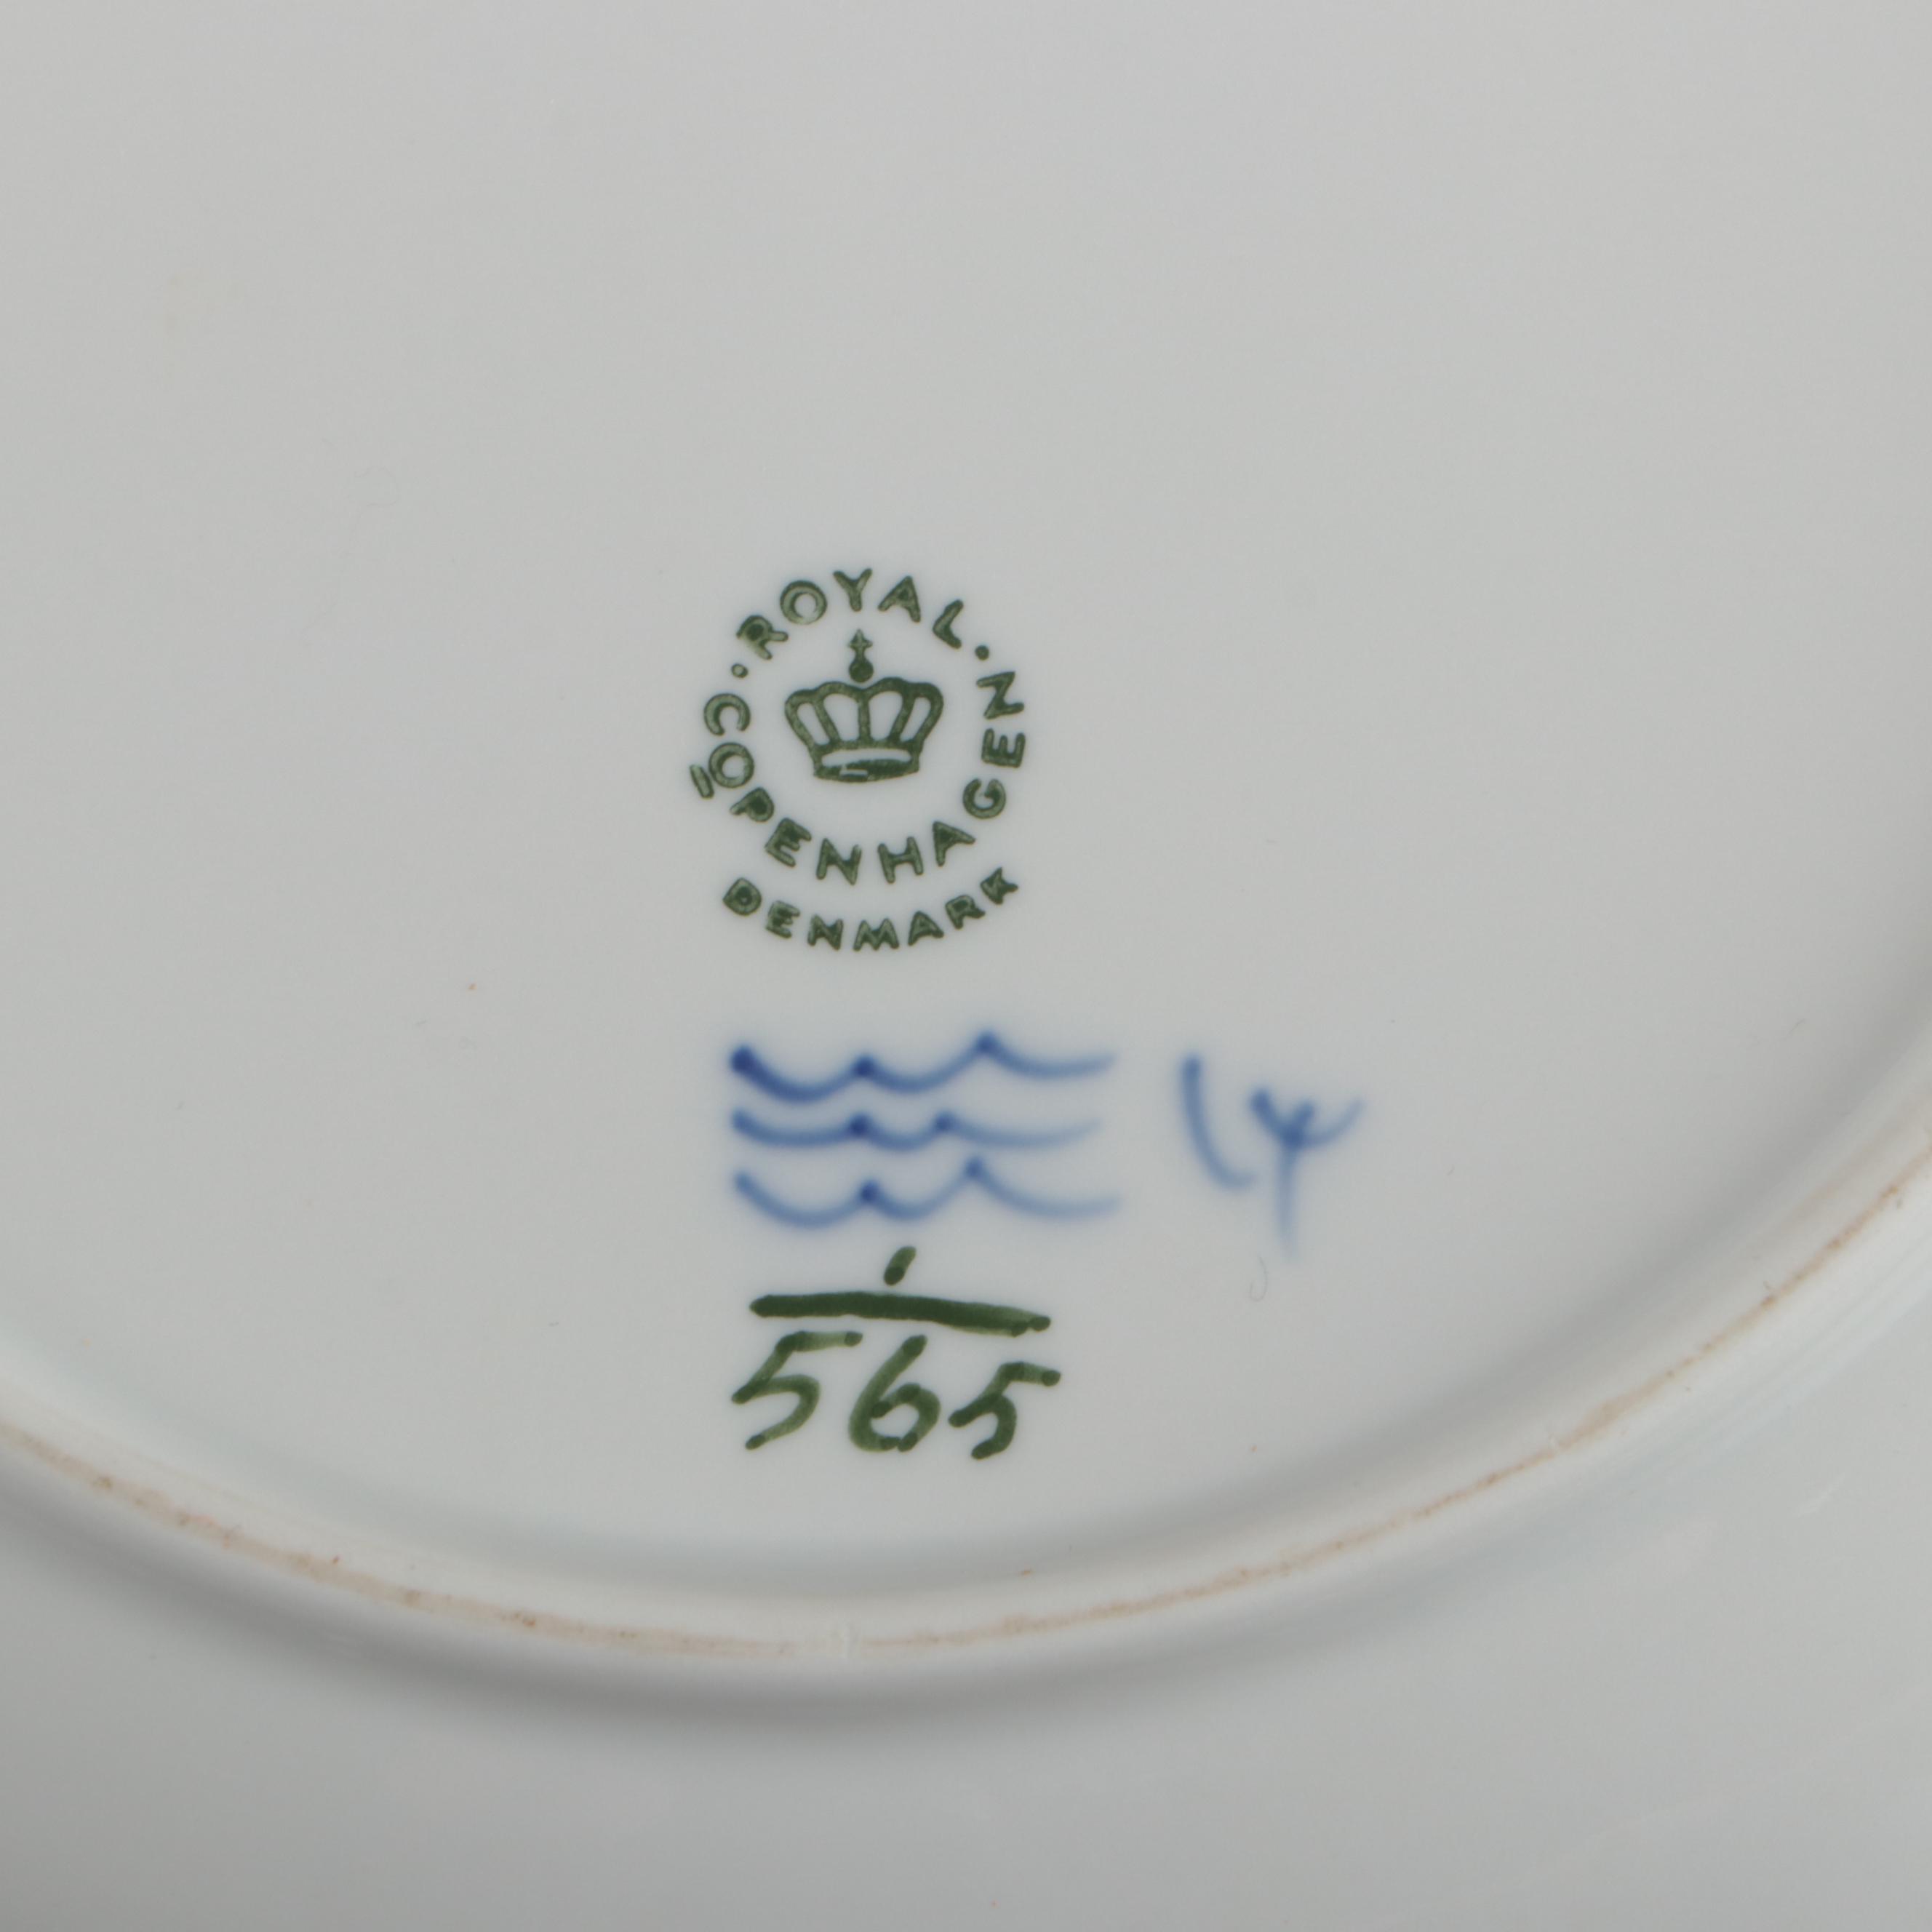 ROYAL · COPENHAGEN ·
DENMARK
1
565